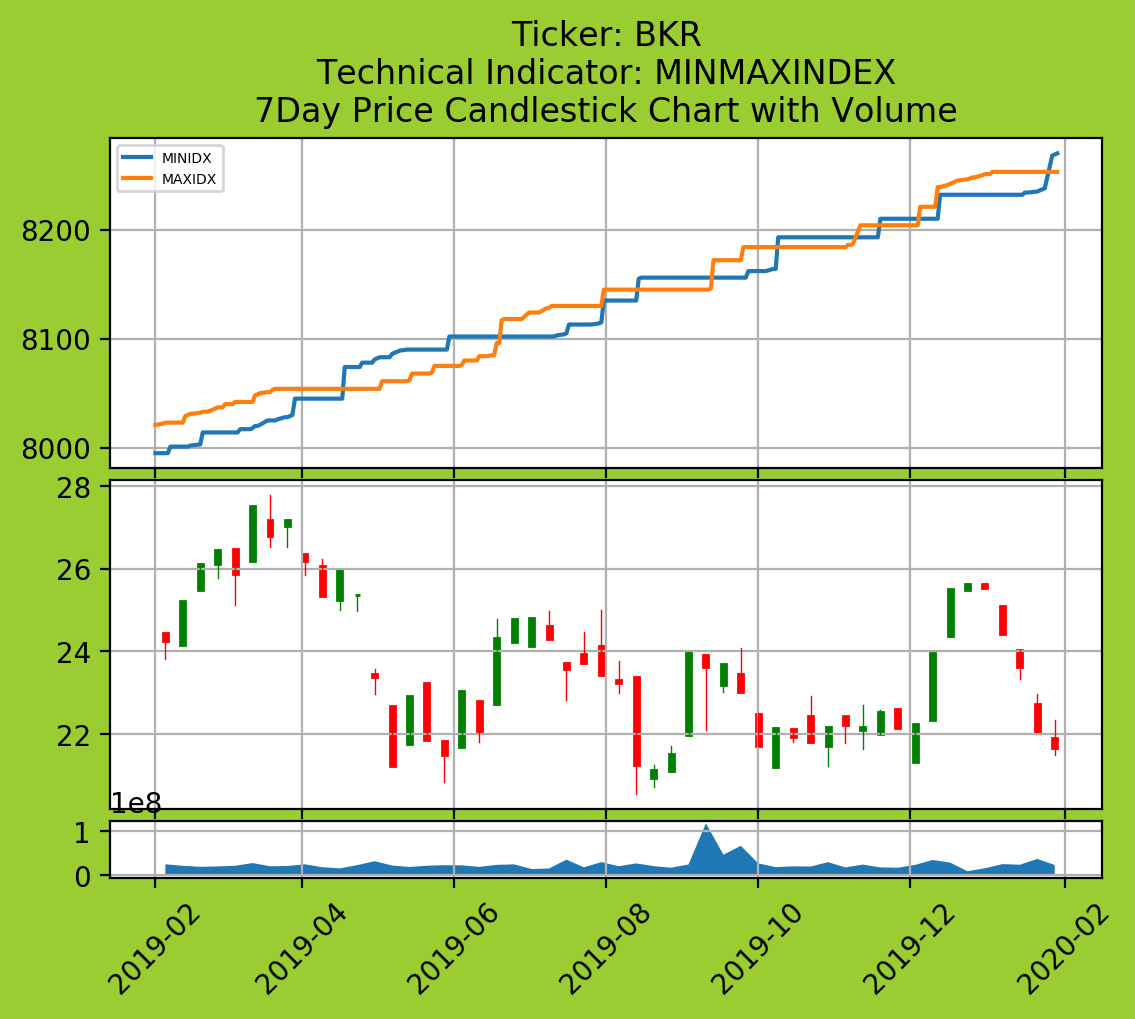 Ticker: BKR
Technical Indicator: MINMAXINDEX
7Day Price Candlestick Chart with Volume
MINIDX
MAXIDX
8200
8100
8000
28
26
24
22
1e8
1
0
2019-02
2019-04
2019-06
2019-08
2019-10
2019-12
2020-02